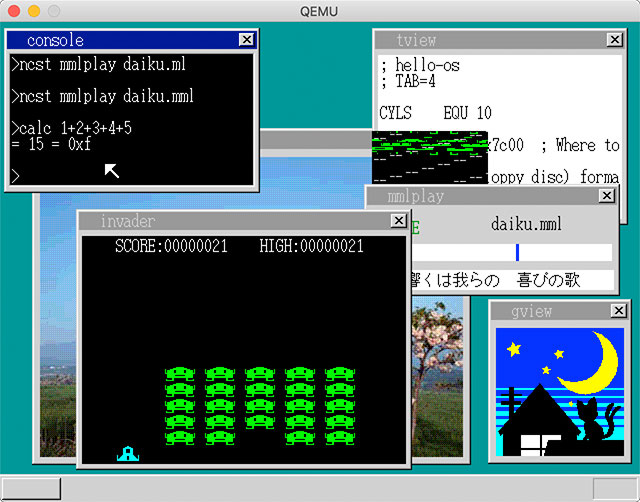 QEMU
console
>ncst mmlplay daiku.ml
>ncst mmlplay daiku.mml
>calc 1+2+3+4+5
= 15 = 0xf
>
tview
; hello-os
; TAB=4
CYLS    EQU 10
x7c00  ; Where to
loppy disc) forma
mmlplay
E
daiku.mml
響くは我らの　喜びの歌
invader
SCORE:00000021    HIGH:00000021
gview